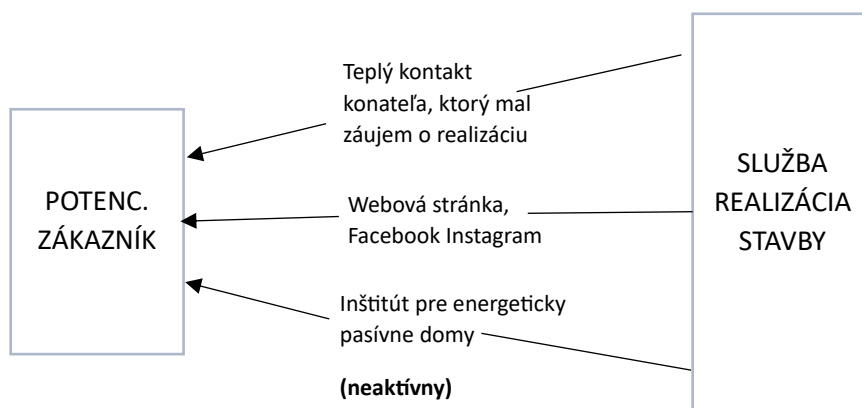 Teplý kontakt
konateľa, ktorý mal
záujem o realizáciu
POTENC.
ZÁKAZNÍK
Webová stránka,
Facebook Instagram
SLUŽBA
REALIZÁCIA
STAVBY
Inštitút pre energeticky
pasívne domy
(neaktívny)